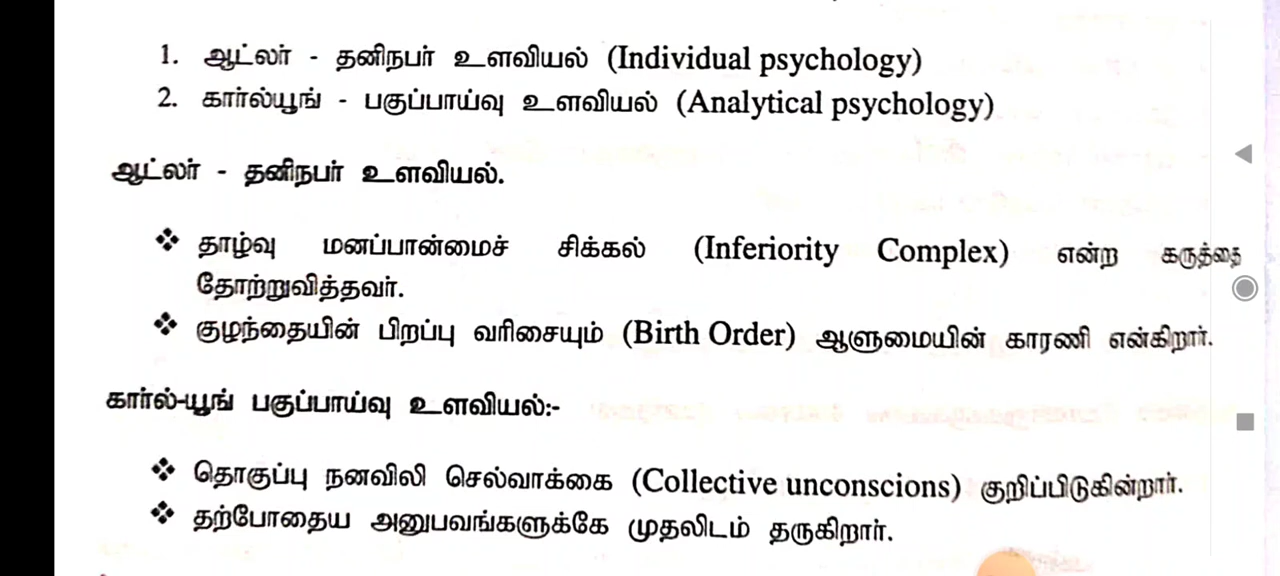 1. ஆட்லர் - தனிநபர் உளவியல் (Individual psychology)
2. கார்ல்யூங் - பகுப்பாய்வு உளவியல் (Analytical psychology)
ஆட்லர் - தனிநபர் உளவியல்.
❖ தாழ்வு மனப்பான்மைச் சிக்கல் (Inferiority Complex) என்ற கருத்தை
தோற்றுவித்தவர்.
❖ குழந்தையின் பிறப்பு வரிசையும் (Birth Order) ஆளுமையின் காரணி என்கிறார்.
கார்ல்-யூங் பகுப்பாய்வு உளவியல்:-
❖ தொகுப்பு நனவிலி செல்வாக்கை (Collective unconscions) குறிப்பிடுகின்றார்.
❖ தற்போதைய அனுபவங்களுக்கே முதலிடம் தருகிறார்.